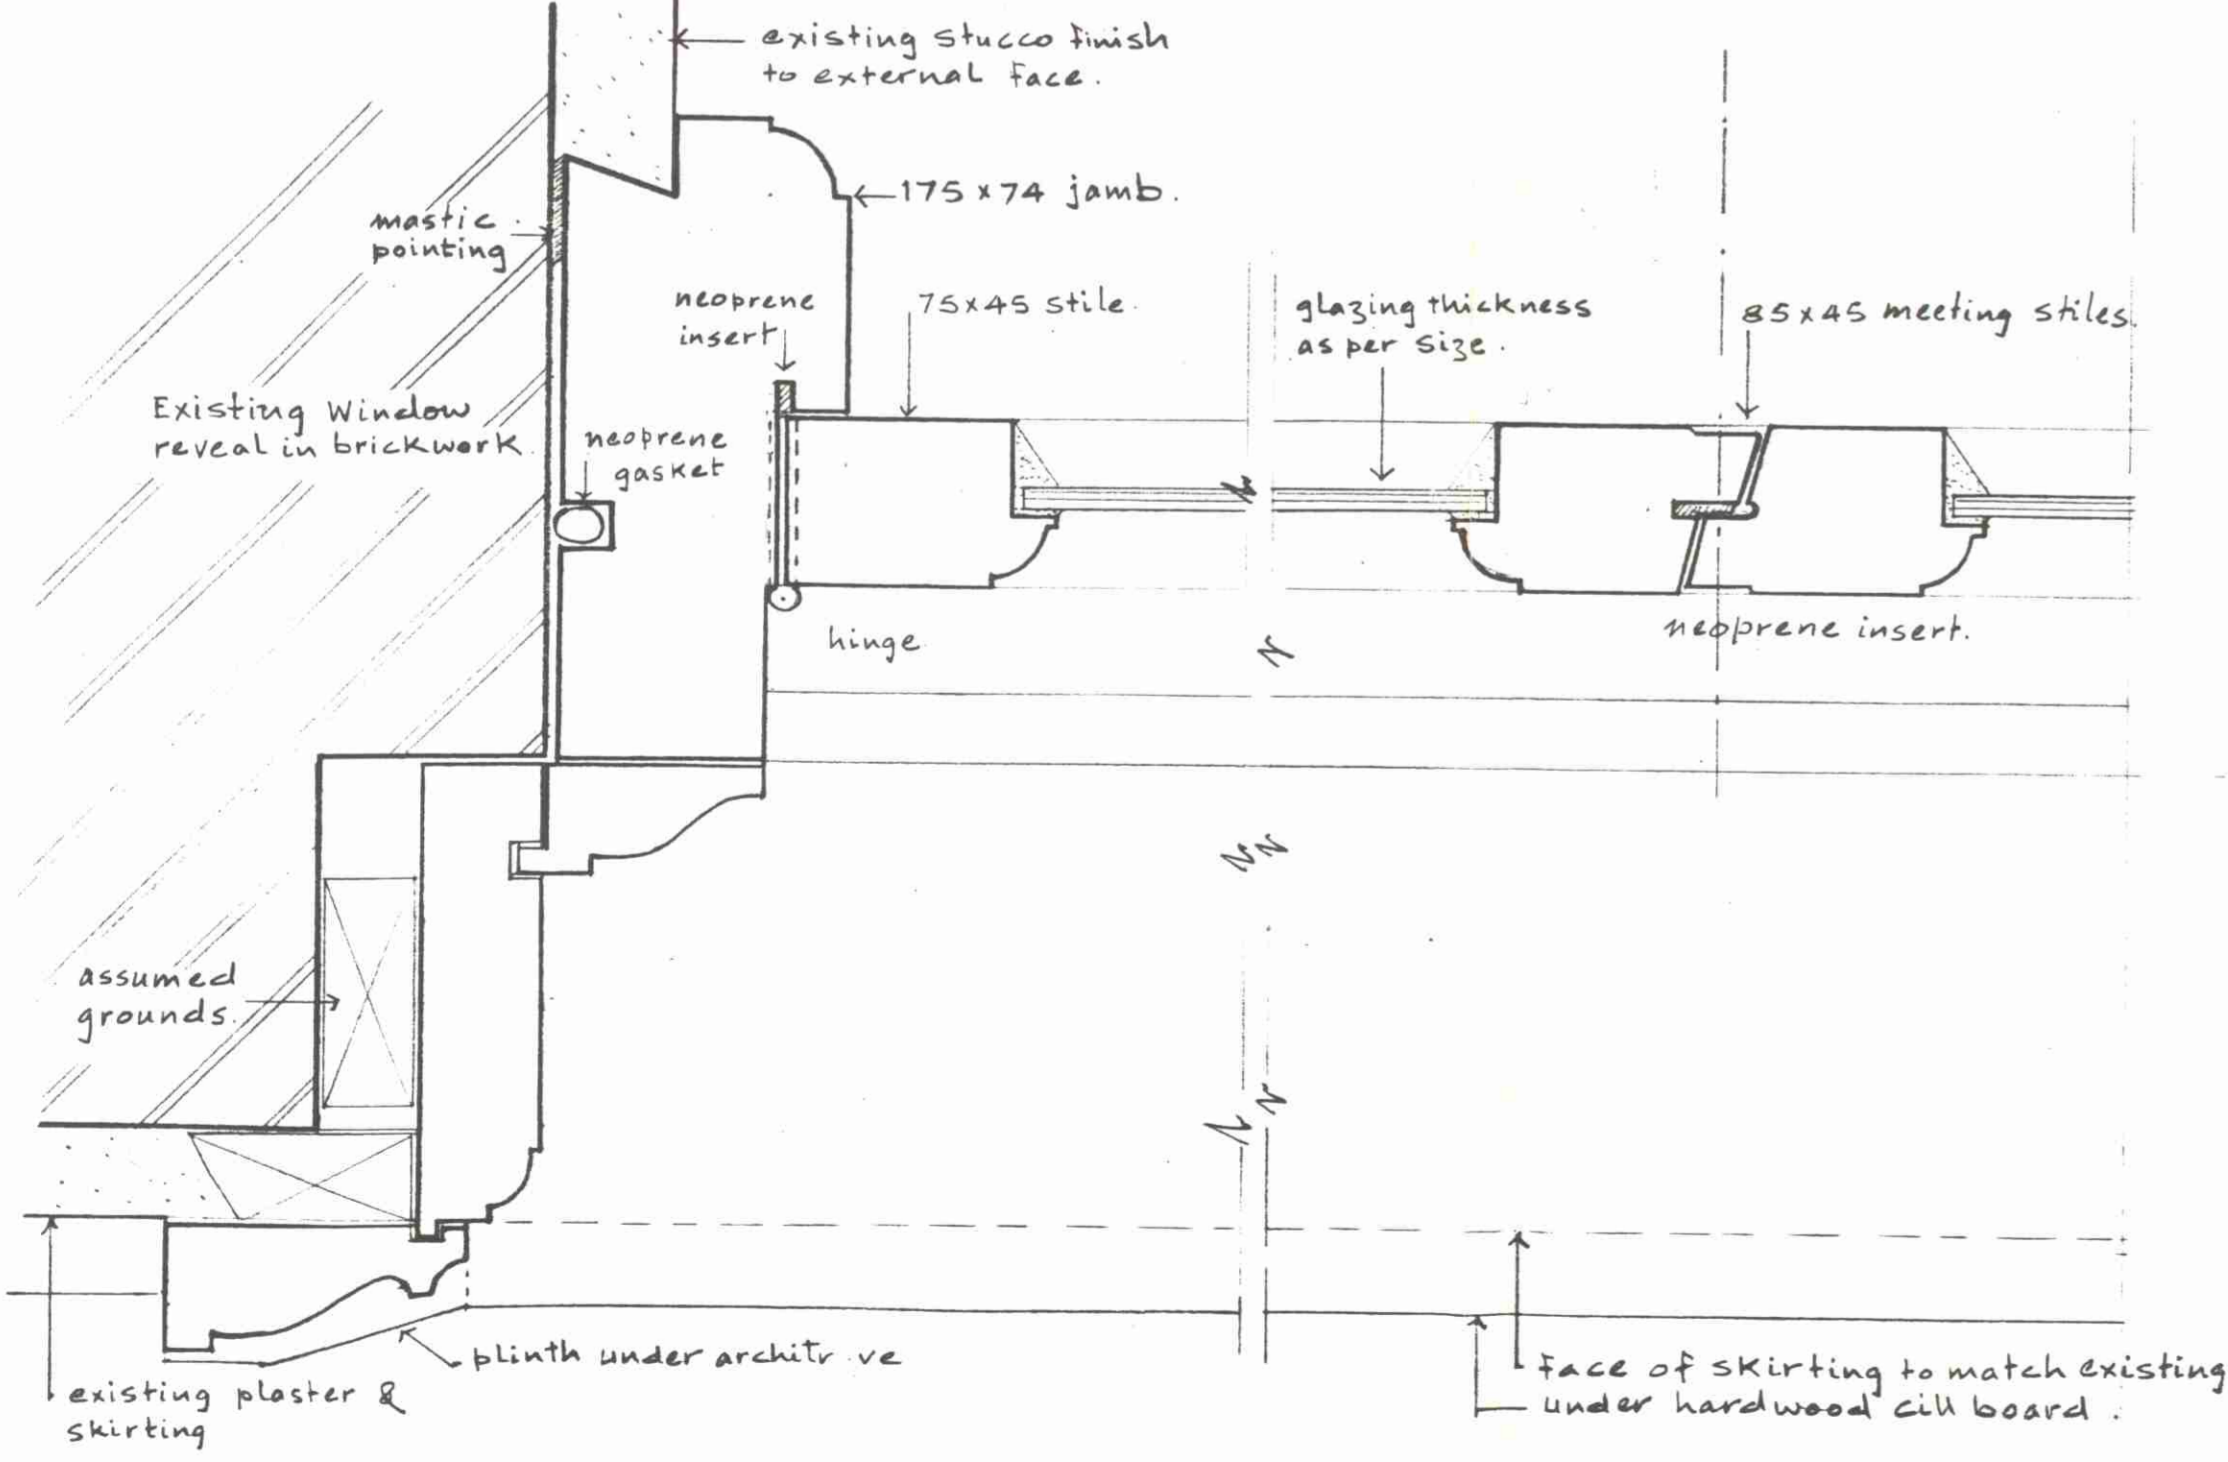 existing stucco finish
to external face.
175 x 74 jamb.
mastic
pointing
neoprene
insert
75x45 stile.
glazing thickness
as per size.
85x45 meeting stiles.
Existing Window
reveal in brickwork.
neoprene
gasket
hinge
neoprene insert.
assumed
grounds.
plinth under architr ve
existing plaster &
skirting
face of skirting to match existing
under hardwood cill board.